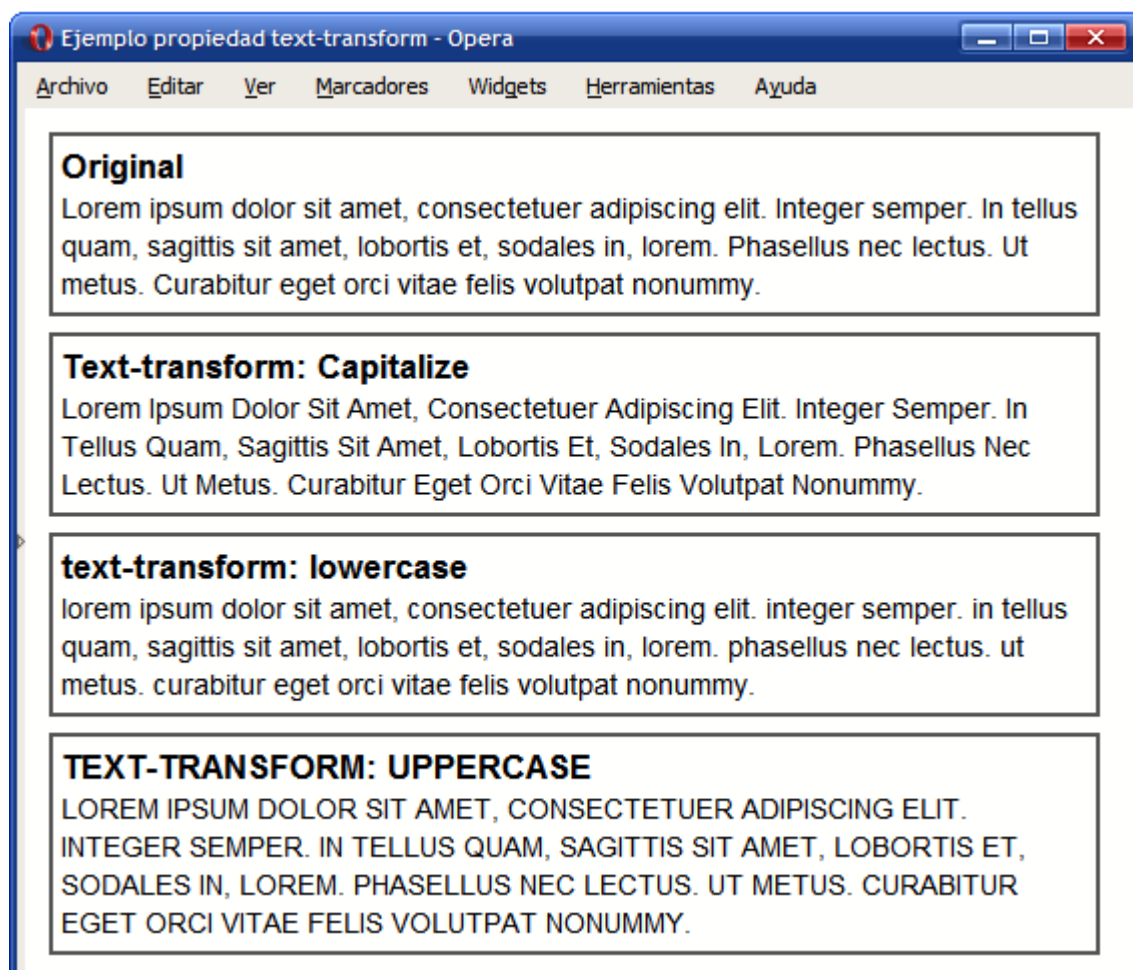 Ejemplo propiedad text-transform - Opera
Archivo Editar Ver Marcadores Widgets Herramientas Ayuda
Original
Lorem ipsum dolor sit amet, consectetuer adipiscing elit. Integer semper. In tellus
quam, sagittis sit amet, lobortis et, sodales in, lorem. Phasellus nec lectus. Ut
metus. Curabitur eget orci vitae felis volutpat nonummy.
Text-transform: Capitalize
Lorem Ipsum Dolor Sit Amet, Consectetuer Adipiscing Elit. Integer Semper. In
Tellus Quam, Sagittis Sit Amet, Lobortis Et, Sodales In, Lorem. Phasellus Nec
Lectus. Ut Metus. Curabitur Eget Orci Vitae Felis Volutpat Nonummy.
text-transform: lowercase
lorem ipsum dolor sit amet, consectetuer adipiscing elit. integer semper. in tellus
quam, sagittis sit amet, lobortis et, sodales in, lorem. phasellus nec lectus. ut
metus. curabitur eget orci vitae felis volutpat nonummy.
TEXT-TRANSFORM: UPPERCASE
LOREM IPSUM DOLOR SIT AMET, CONSECTETUER ADIPISCING ELIT.
INTEGER SEMPER. IN TELLUS QUAM, SAGITTIS SIT AMET, LOBORTIS ET,
SODALES IN, LOREM. PHASELLUS NEC LECTUS. UT METUS. CURABITUR
EGET ORCI VITAE FELIS VOLUTPAT NONUMMY.